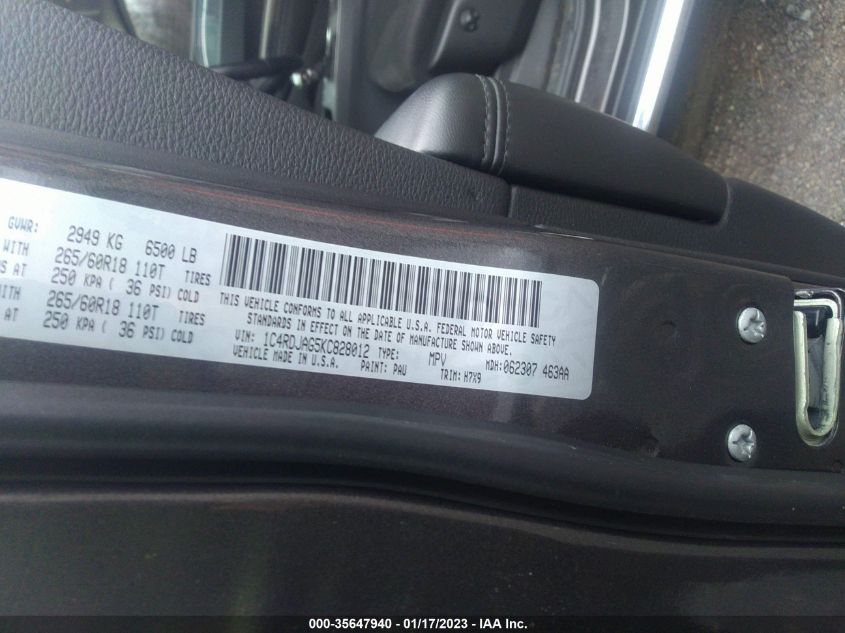 GVWR: 2949 KG 6500 LB
WITH 265/60R18 110T TIRES
AT 250 KPA ( 36 PSI) COLD
WITH 265/60R18 110T TIRES
AT 250 KPA ( 36 PSI) COLD
THIS VEHICLE CONFORMS TO ALL APPLICABLE U.S.A. FEDERAL MOTOR VEHICLE SAFETY
STANDARDS IN EFFECT ON THE DATE OF MANUFACTURE SHOWN ABOVE.
VIN: 1C4RDJAG5KC828012 TYPE: MPV MDH: 062307 463AA
VEHICLE MADE IN U.S.A. PAINT: PAU TRIM: H7X9
000-35647940 - 01/17/2023 - IAA Inc.